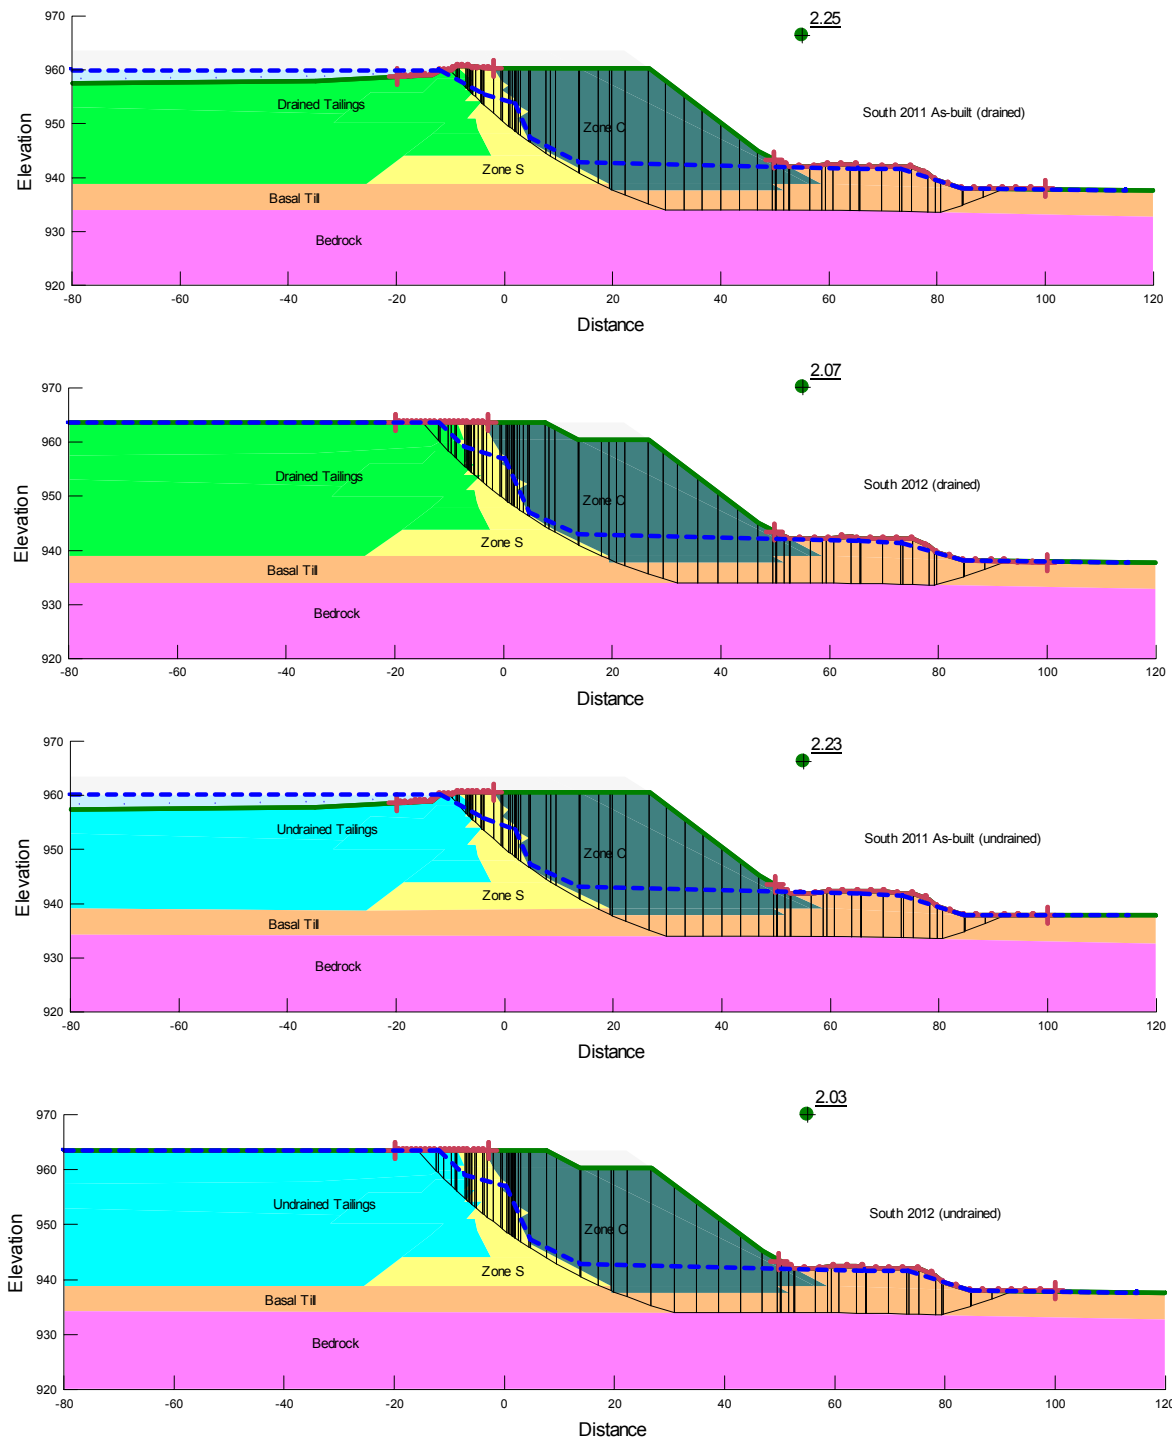 2.25
970
960
950
940
930
920
Elevation
Drained Tailings
Zone C
South 2011 As-built (drained)
Zone S
Basal Till
Bedrock
-80 -60 -40 -20 0 20 40 60 80 100 120
Distance
2.07
970
960
950
940
930
920
Elevation
Drained Tailings
Zone C
South 2012 (drained)
Zone S
Basal Till
Bedrock
-80 -60 -40 -20 0 20 40 60 80 100 120
Distance
2.23
970
960
950
940
930
920
Elevation
Undrained Tailings
Zone C
South 2011 As-built (undrained)
Zone S
Basal Till
Bedrock
-80 -60 -40 -20 0 20 40 60 80 100 120
Distance
2.03
970
960
950
940
930
920
Elevation
Undrained Tailings
Zone C
South 2012 (undrained)
Zone S
Basal Till
Bedrock
-80 -60 -40 -20 0 20 40 60 80 100 120
Distance